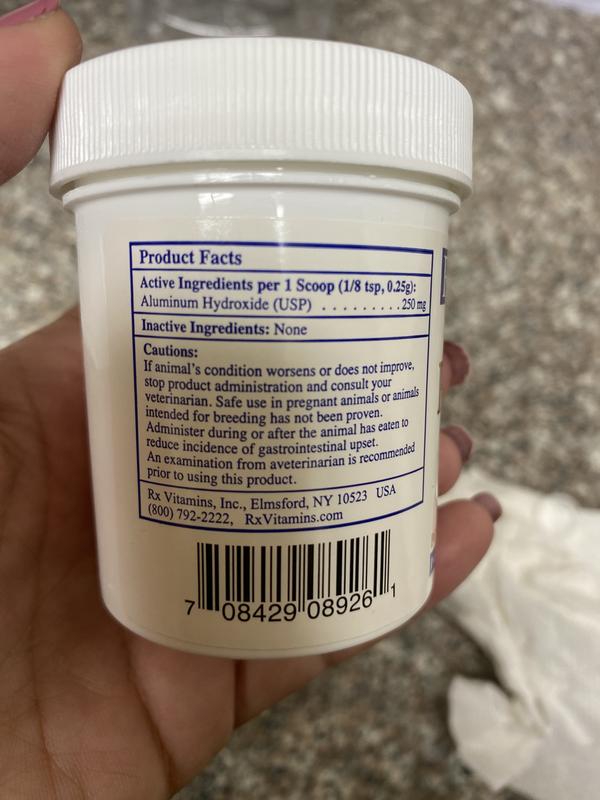 Product Facts
Active Ingredients per 1 Scoop (1/8 tsp, 0.25g):
Aluminum Hydroxide (USP) . . . . . . . . . 250 mg
Inactive Ingredients: None
Cautions:
If animal's condition worsens or does not improve,
stop product administration and consult your
veterinarian. Safe use in pregnant animals or animals
intended for breeding has not been proven.
Administer during or after the animal has eaten to
reduce incidence of gastrointestinal upset.
An examination from aveterinarian is recommended
prior to using this product.
Rx Vitamins, Inc., Elmsford, NY 10523 USA
(800) 792-2222, RxVitamins.com
7 08429 08926 1